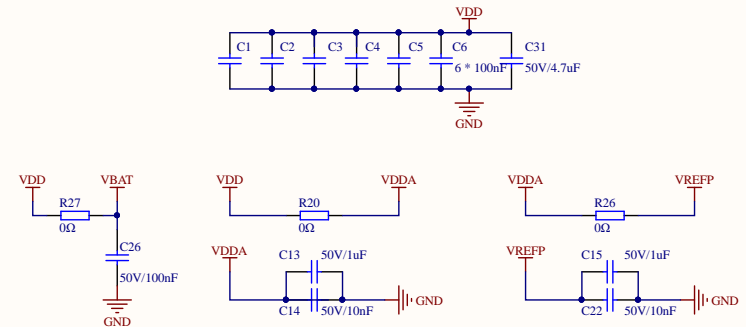 VDD
C1
C2
C3
C4
C5
C6
C31
6 * 100nF
50V/4.7uF
GND
VDD
VBAT
R27
0Ω
C26
50V/100nF
GND
VDD
VDDA
R20
0Ω
VDDA
C13
50V/1uF
C14
50V/10nF
GND
VDDA
VREFP
R26
0Ω
VREFP
C15
50V/1uF
C22
50V/10nF
GND